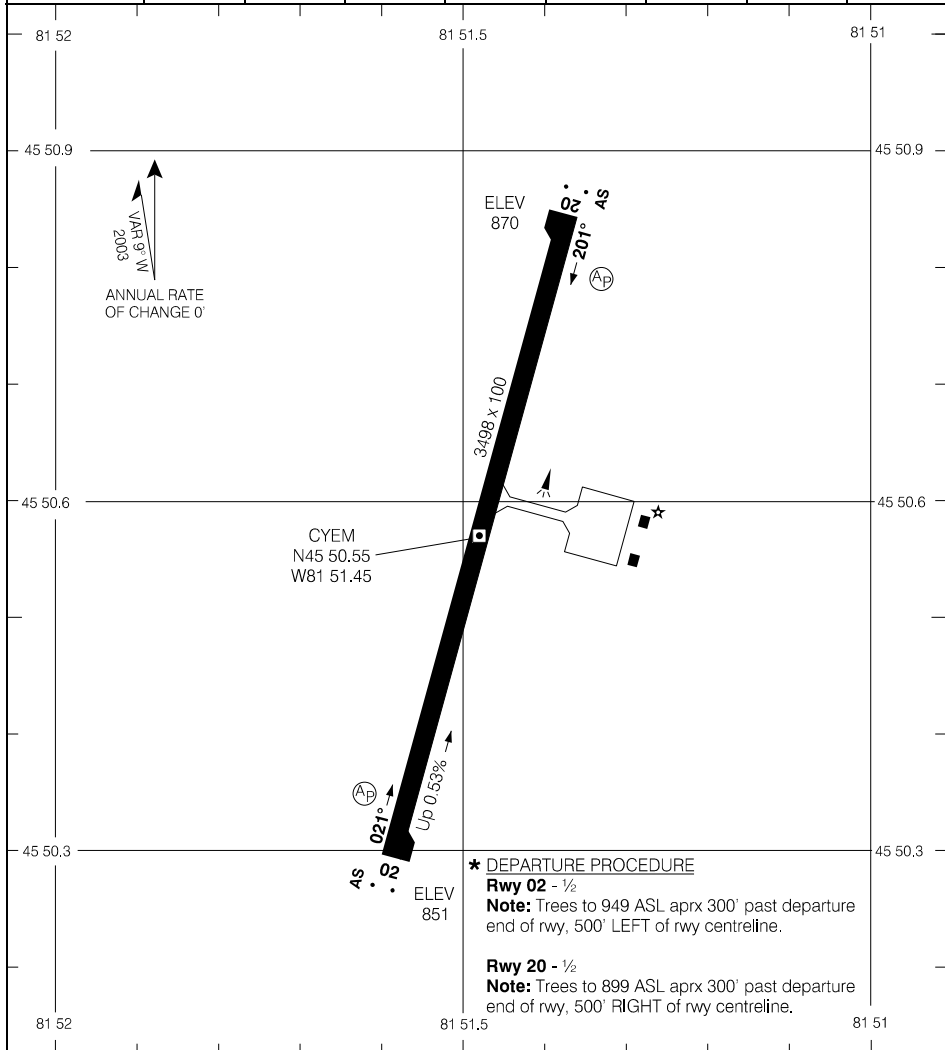 81 52
81 51.5
81 51
45 50.9
45 50.9
VAR 9° W
2003
ANNUAL RATE
OF CHANGE 0'
ELEV
870
20
AS
201°
AP
3498 x 100
45 50.6
45 50.6
CYEM
N45 50.55
W81 51.45
AP
021°
Up 0.53%
45 50.3
45 50.3
02
AS
ELEV
851
* DEPARTURE PROCEDURE
Rwy 02 - ½
Note: Trees to 949 ASL aprx 300' past departure
end of rwy, 500' LEFT of rwy centreline.
Rwy 20 - ½
Note: Trees to 899 ASL aprx 300' past departure
end of rwy, 500' RIGHT of rwy centreline.
81 52
81 51.5
81 51